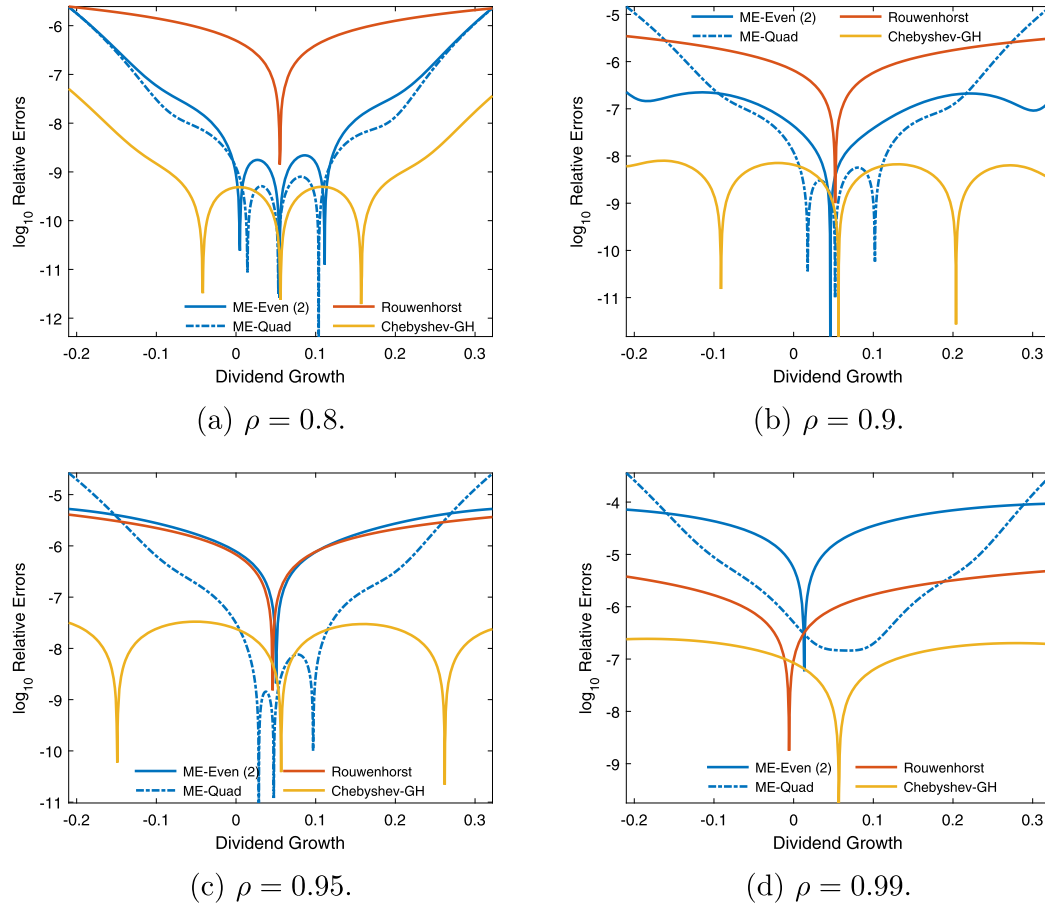 -5
-5.6
-6
-7
-8
-9
-10
-11
-12
log10 Relative Errors
ME-Even (2) Rouwenhorst
ME-Quad Chebyshev-GH
-0.2 -0.1 0 0.1 0.2 0.3
Dividend Growth
(a) ρ = 0.8.
ME-Even (2) Rouwenhorst
ME-Quad Chebyshev-GH
-5
-6
-7
-8
-9
-10
-11
log10 Relative Errors
-0.2 -0.1 0 0.1 0.2 0.3
Dividend Growth
(b) ρ = 0.9.
-5
-6
-7
-8
-9
-10
-11
log10 Relative Errors
ME-Even (2) Rouwenhorst
ME-Quad Chebyshev-GH
-0.2 -0.1 0 0.1 0.2 0.3
Dividend Growth
(c) ρ = 0.95.
-4
-5
-6
-7
-8
-9
log10 Relative Errors
ME-Even (2) Rouwenhorst
ME-Quad Chebyshev-GH
-0.2 -0.1 0 0.1 0.2 0.3
Dividend Growth
(d) ρ = 0.99.